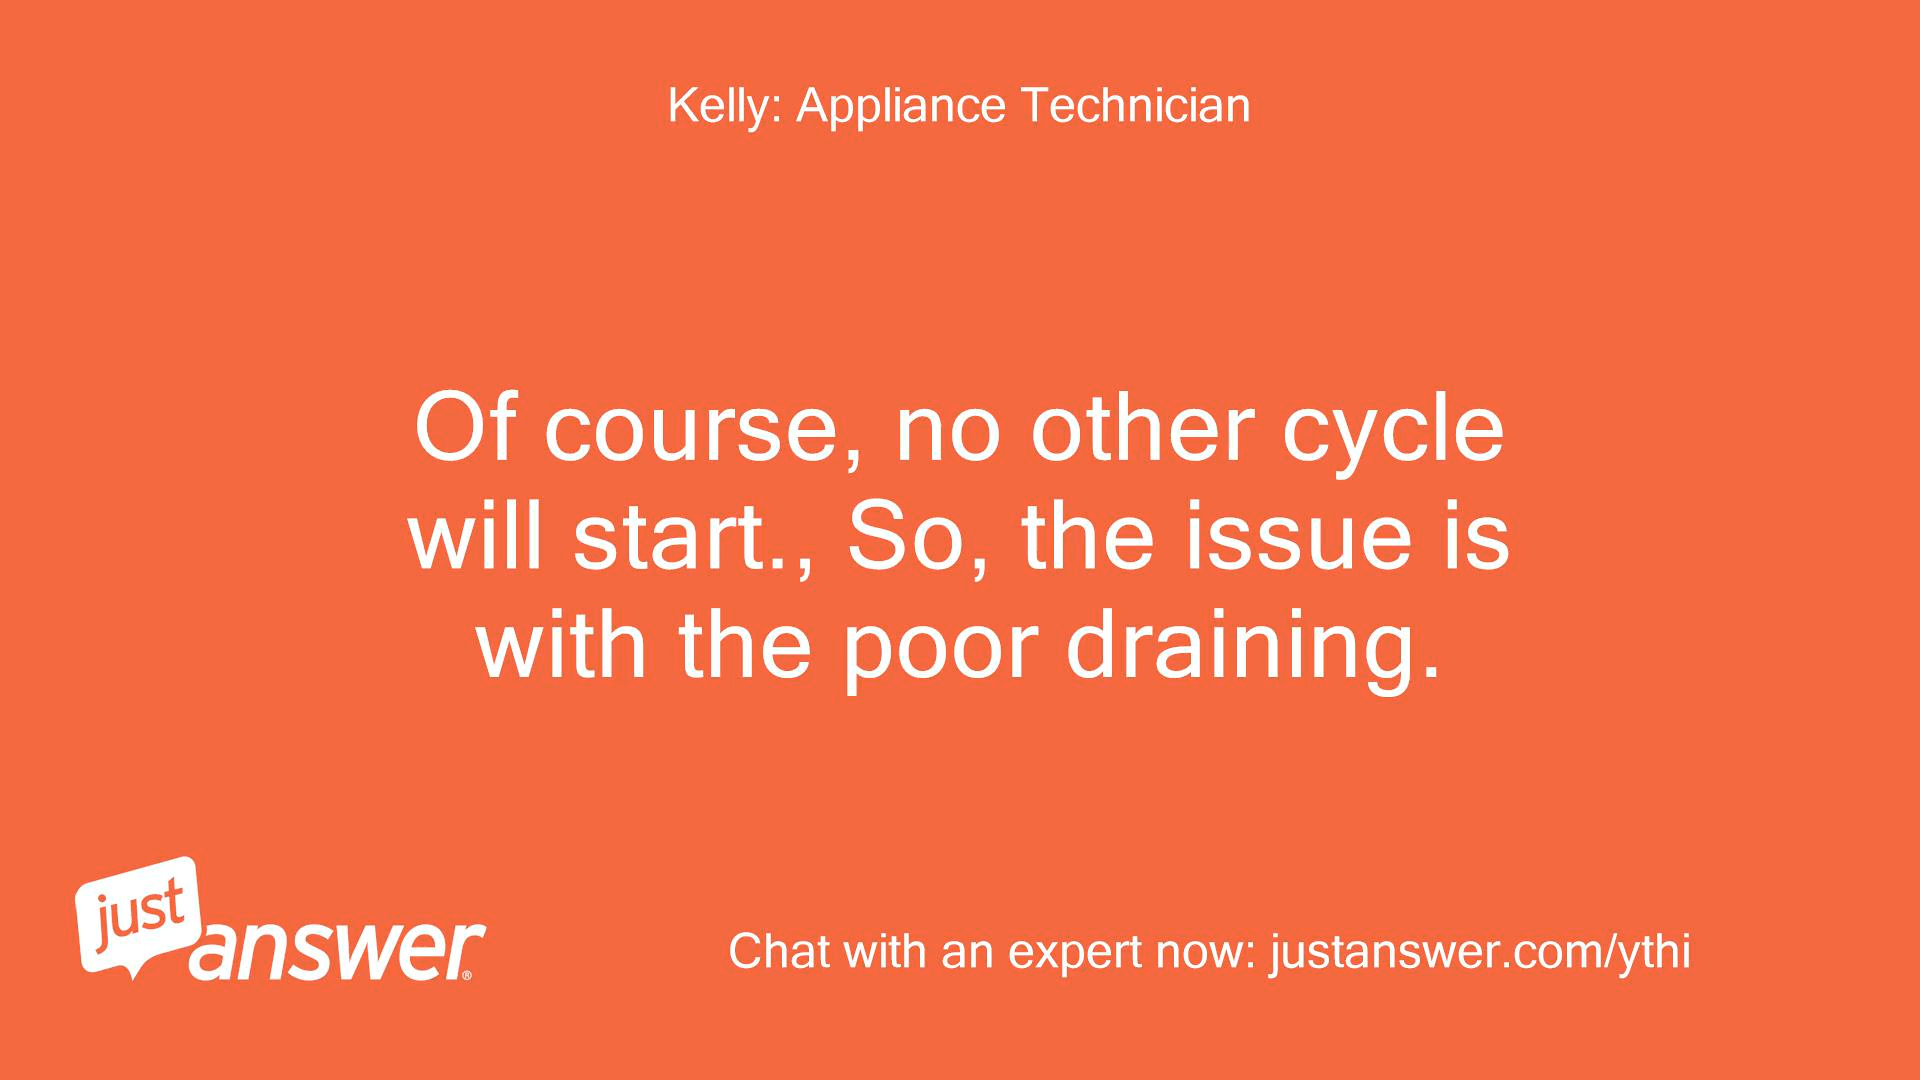 Kelly: Appliance Technician
Of course, no other cycle
will start., So, the issue is
with the poor draining.
just
answer®
Chat with an expert now: justanswer.com/ythi